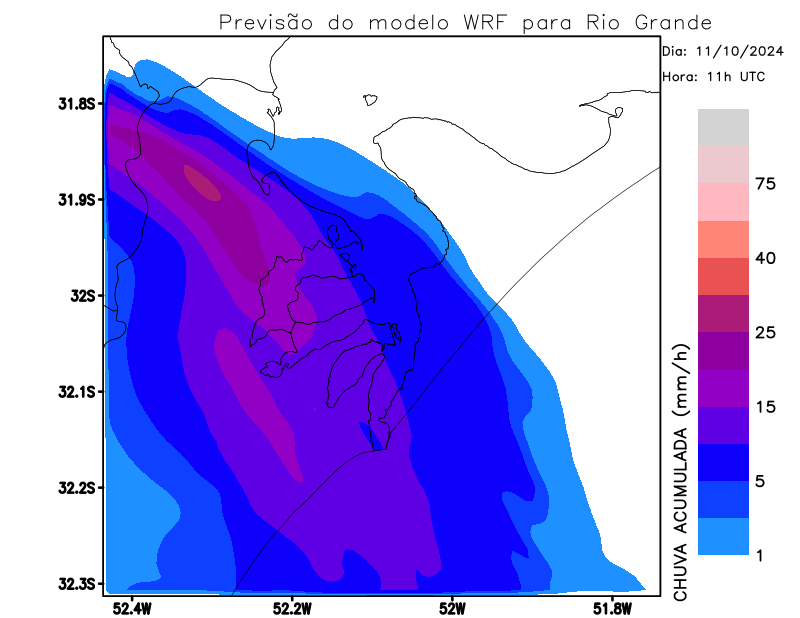 Previsão do modelo WRF para Rio Grande
Dia: 11/10/2024
Hora: 11h UTC
31.8S
31.9S
32S
32.1S
32.2S
32.3S
52.4W
52.2W
52W
51.8W
75
40
25
15
5
1
CHUVA ACUMULADA (mm/h)